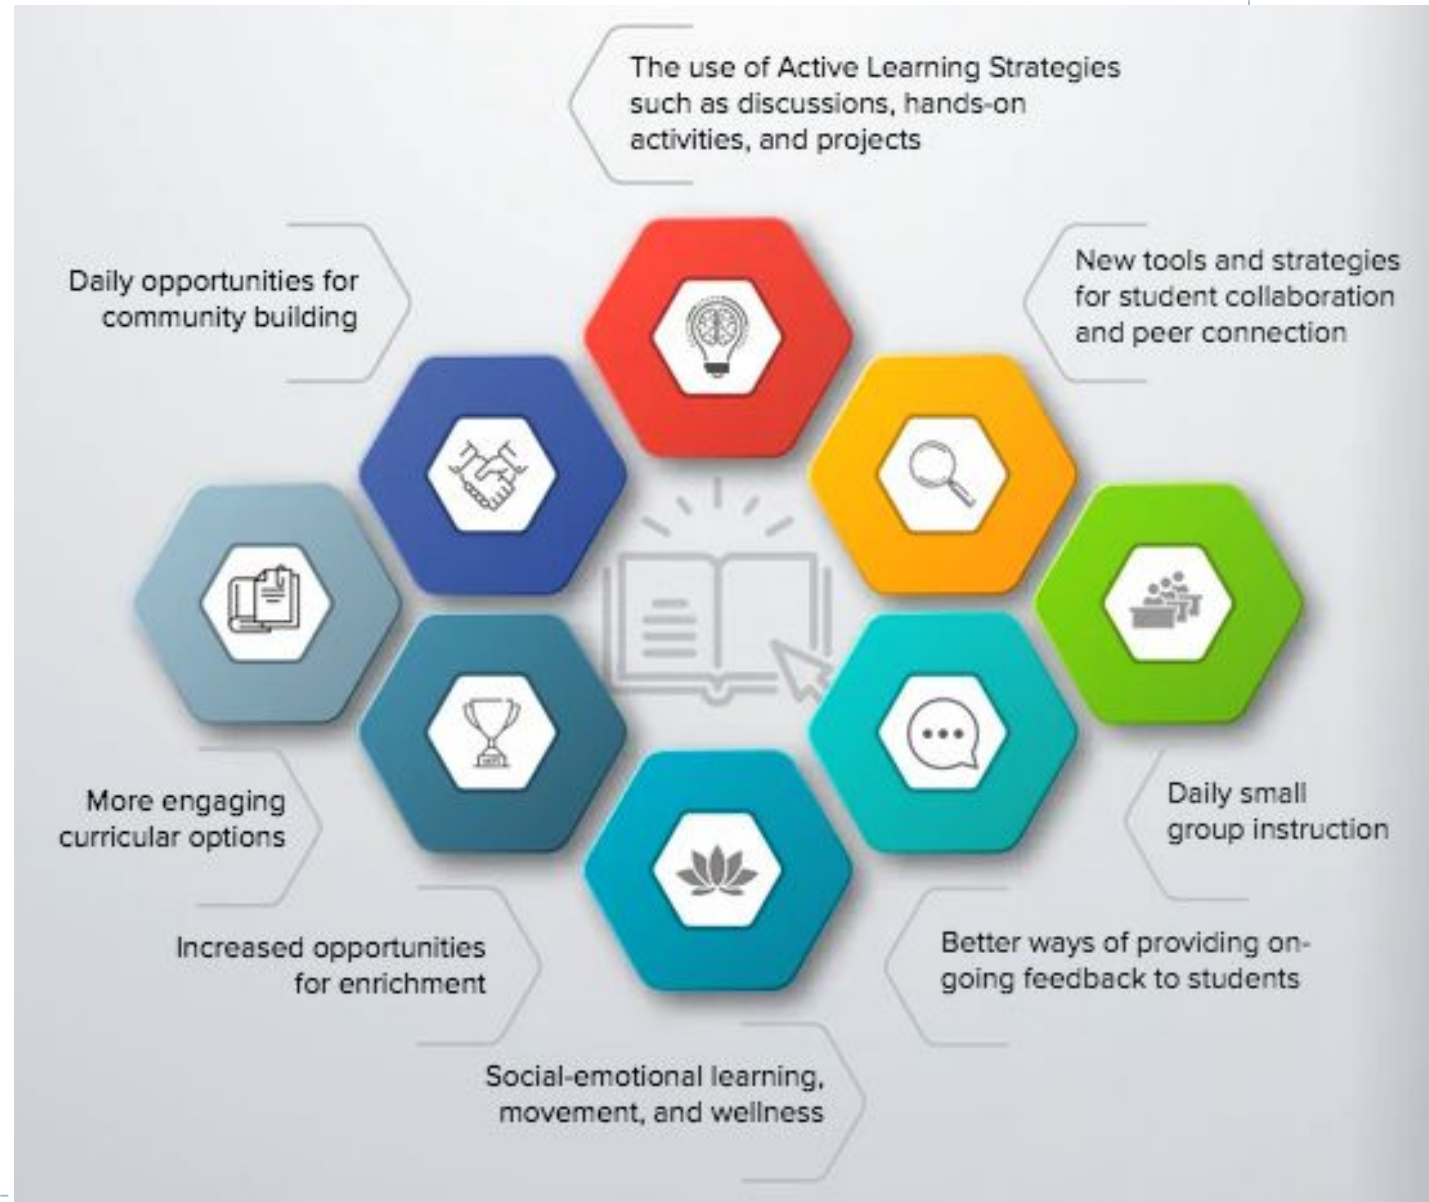 The use of Active Learning Strategies
such as discussions, hands-on
activities, and projects
Daily opportunities for
community building
New tools and strategies
for student collaboration
and peer connection
More engaging
curricular options
Daily small
group instruction
Increased opportunities
for enrichment
Better ways of providing on-
going feedback to students
Social-emotional learning,
movement, and wellness